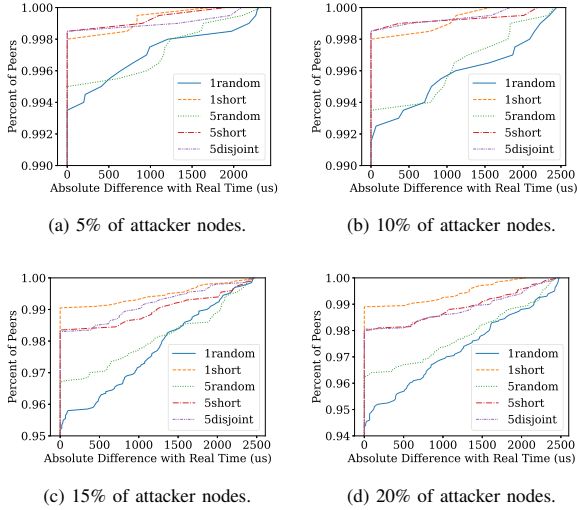 1.000
0.998
0.996
0.994
0.992
0.990
Percent of Peers
1random
1short
5random
5short
5disjoint
0 500 1000 1500 2000
Absolute Difference with Real Time (us)
(a) 5% of attacker nodes.
1.000
0.998
0.996
0.994
0.992
0.990
Percent of Peers
1random
1short
5random
5short
5disjoint
0 500 1000 1500 2000 2500
Absolute Difference with Real Time (us)
(b) 10% of attacker nodes.
1.00
0.99
0.98
0.97
0.96
0.95
Percent of Peers
1random
1short
5random
5short
5disjoint
0 500 1000 1500 2000 2500
Absolute Difference with Real Time (us)
(c) 15% of attacker nodes.
1.00
0.99
0.98
0.97
0.96
0.95
0.94
Percent of Peers
1random
1short
5random
5short
5disjoint
0 500 1000 1500 2000 2500
Absolute Difference with Real Time (us)
(d) 20% of attacker nodes.